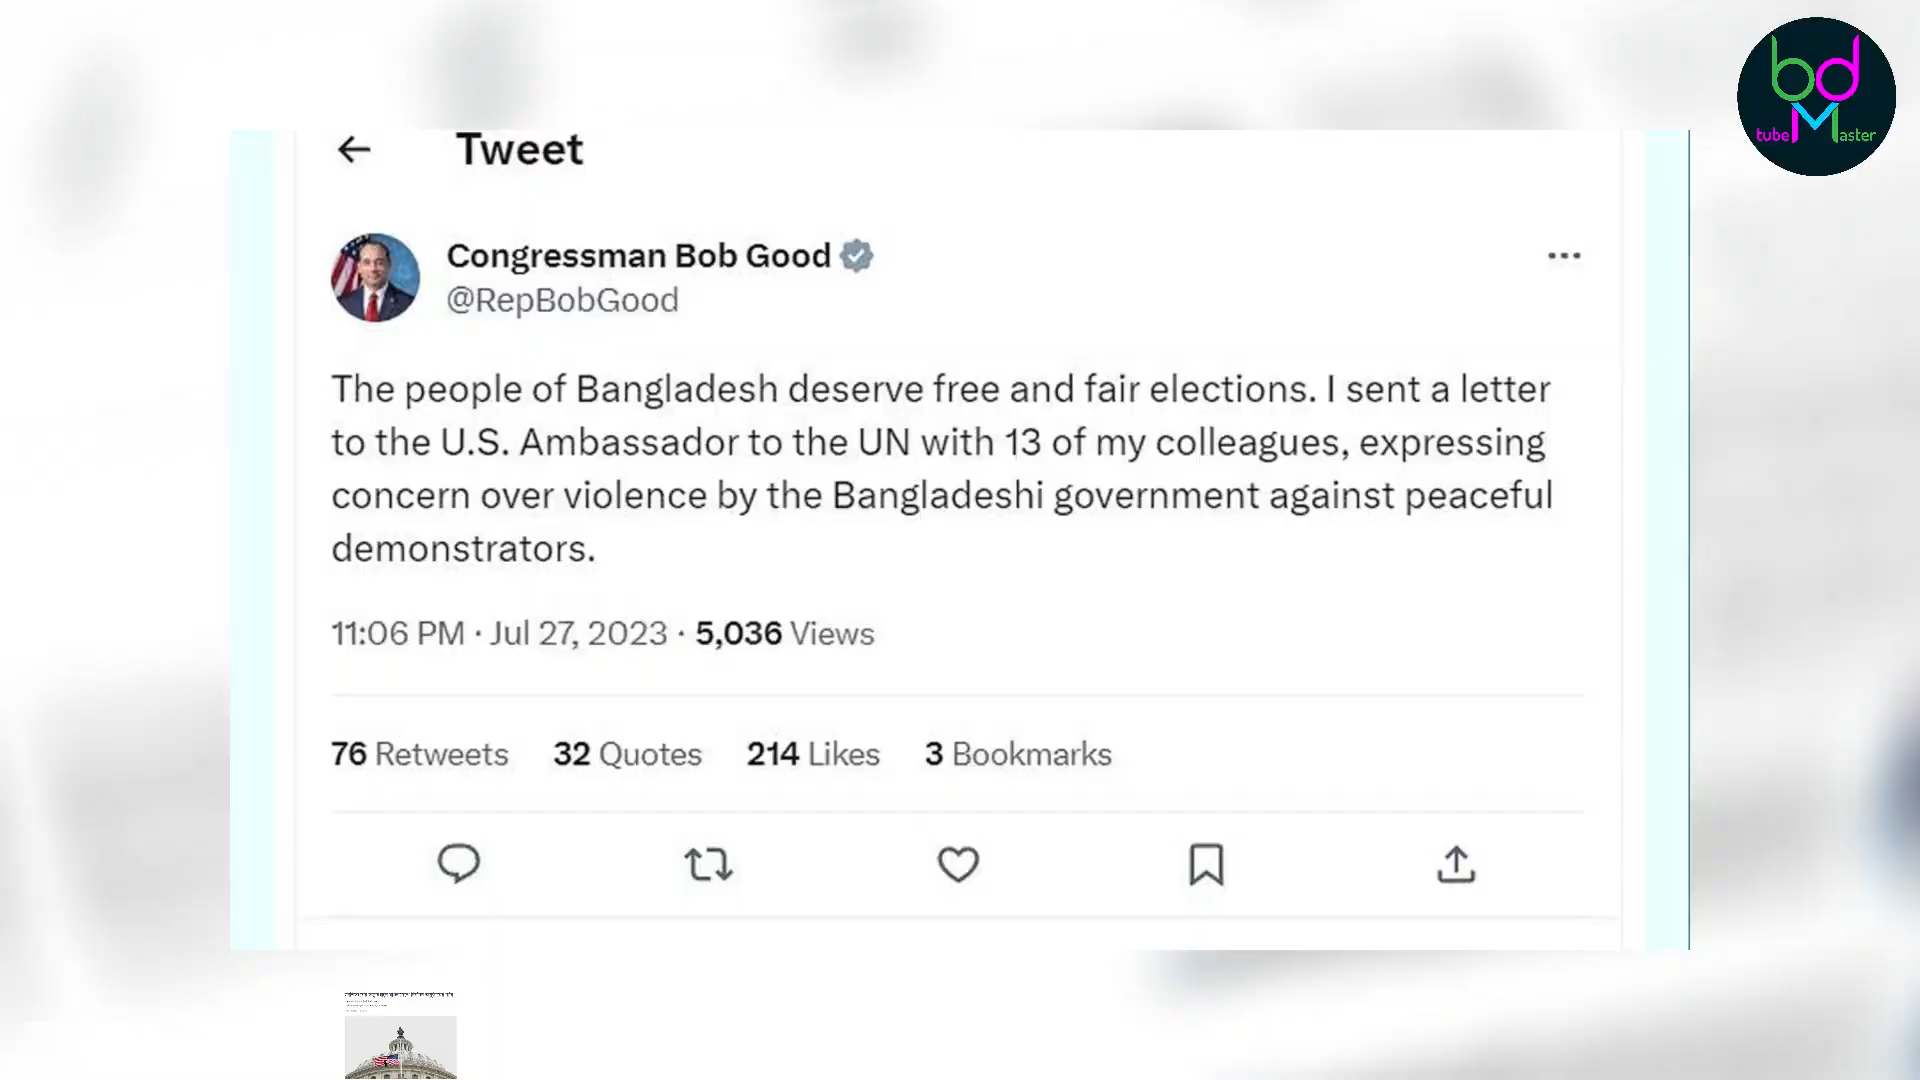 bd
tube Master
Tweet
Congressman Bob Good
@RepBobGood
The people of Bangladesh deserve free and fair elections. I sent a letter
to the U.S. Ambassador to the UN with 13 of my colleagues, expressing
concern over violence by the Bangladeshi government against peaceful
demonstrators.
11:06 PM · Jul 27, 2023 · 5,036 Views
76 Retweets 32 Quotes 214 Likes 3 Bookmarks